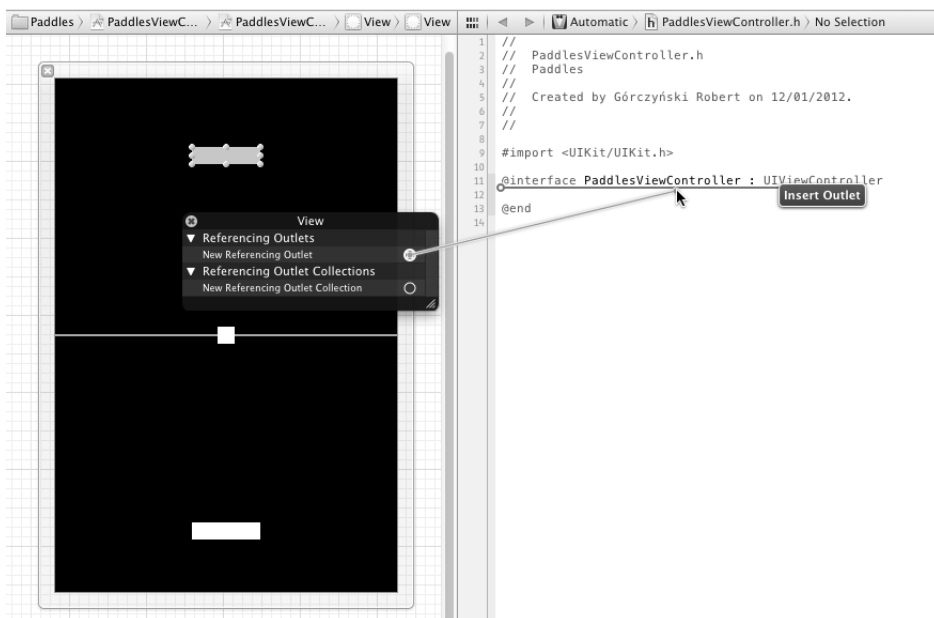 Paddles PaddlesViewC... PaddlesViewC... View View
Automatic h PaddlesViewController.h No Selection
1 //
2 // PaddlesViewController.h
3 // Paddles
4 //
5 // Created by Górczyński Robert on 12/01/2012.
6 //
7 //
8
9 #import <UIKit/UIKit.h>
10
11 @interface PaddlesViewController : UIViewController
12
13 @end
14
Insert Outlet
View
Referencing Outlets
New Referencing Outlet
Referencing Outlet Collections
New Referencing Outlet Collection